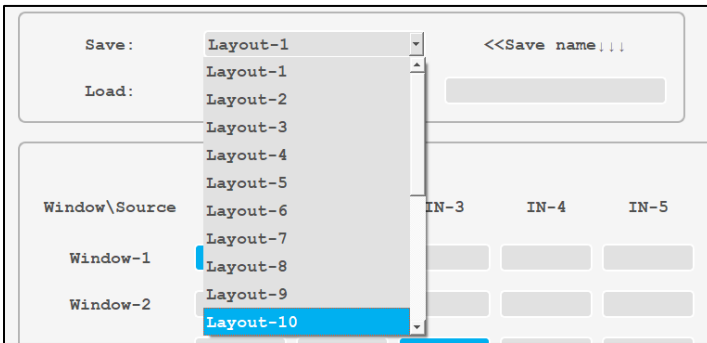 Save: Layout-1 <<Save name↓↓↓
Layout-1
Load:
Layout-2
Layout-3
Layout-4
Layout-5
Window\Source Layout-6 IN-3 IN-4 IN-5
Layout-7
Window-1 Layout-8
Layout-9
Window-2
Layout-10